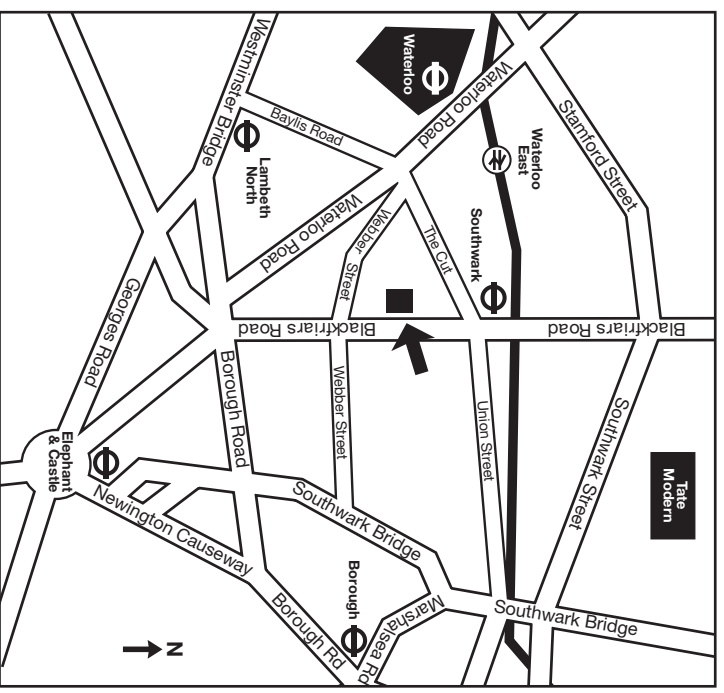 Westminster Bridge
Waterloo
Waterloo Road
Stamford Street
Baylis Road
Waterloo
East
Lambeth
North
Southwark
Waterloo Road
Webber
Street
The Cut
Georges Road
Blackfriars Road
Blackfriars Road
Blackfriars Road
Borough Road
Webber Street
Union Street
Southwark Street
Tate
Modern
Elephant
& Castle
Newington Causeway
Southwark Bridge
Borough
Borough Rd
Marshalsea Rd
Southwark Bridge
N